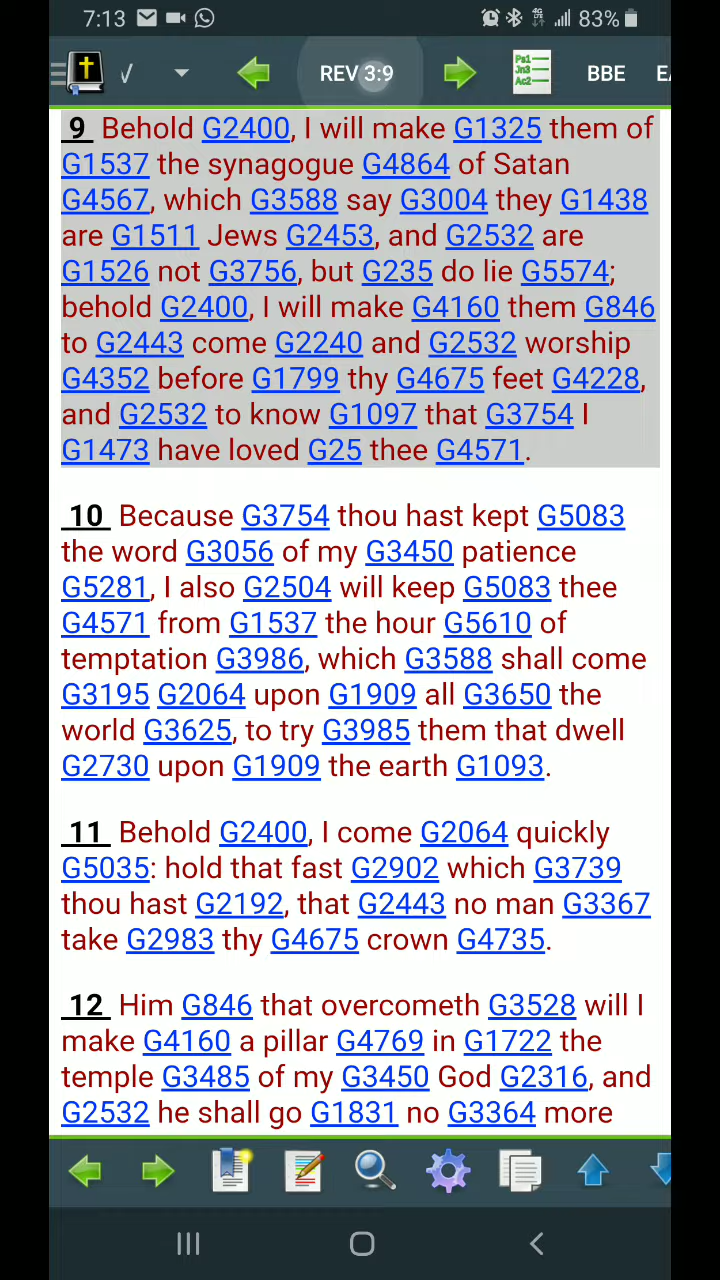 7:13 83%
√ REV 3:9 Ps1 Jn3 Ac2 BBE E
9 Behold G2400, I will make G1325 them of
G1537 the synagogue G4864 of Satan
G4567, which G3588 say G3004 they G1438
are G1511 Jews G2453, and G2532 are
G1526 not G3756, but G235 do lie G5574;
behold G2400, I will make G4160 them G846
to G2443 come G2240 and G2532 worship
G4352 before G1799 thy G4675 feet G4228,
and G2532 to know G1097 that G3754 I
G1473 have loved G25 thee G4571.
10 Because G3754 thou hast kept G5083
the word G3056 of my G3450 patience
G5281, I also G2504 will keep G5083 thee
G4571 from G1537 the hour G5610 of
temptation G3986, which G3588 shall come
G3195 G2064 upon G1909 all G3650 the
world G3625, to try G3985 them that dwell
G2730 upon G1909 the earth G1093.
11 Behold G2400, I come G2064 quickly
G5035: hold that fast G2902 which G3739
thou hast G2192, that G2443 no man G3367
take G2983 thy G4675 crown G4735.
12 Him G846 that overcometh G3528 will I
make G4160 a pillar G4769 in G1722 the
temple G3485 of my G3450 God G2316, and
G2532 he shall go G1831 no G3364 more